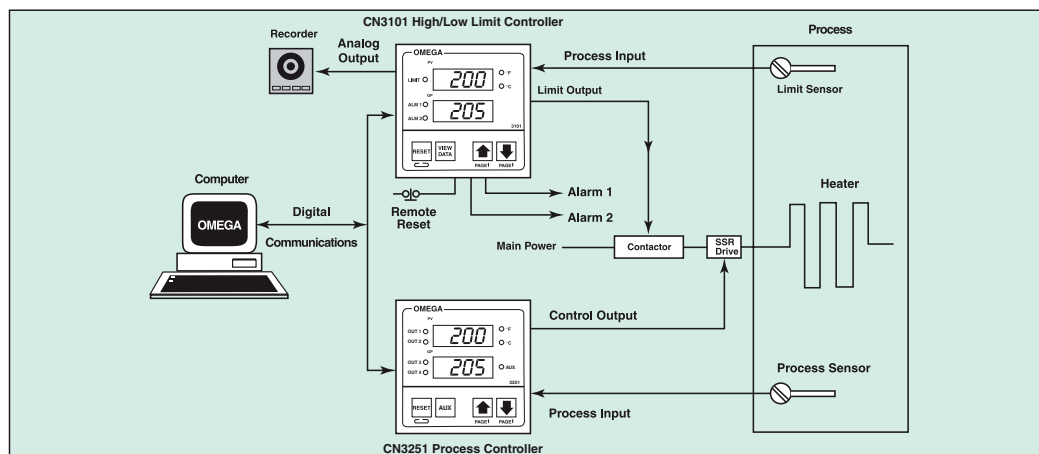 CN3101 High/Low Limit Controller
Recorder
Analog
Output
OMEGA
PV
LIMIT
200
°F
°C
SP
ALM 1
ALM 2
205
3101
RESET
VIEW
DATA
PAGE
PAGE
Process Input
Limit Output
Process
Limit Sensor
Remote
Reset
Alarm 1
Alarm 2
Computer
OMEGA
Digital
Communications
Main Power
Contactor
SSR
Drive
Heater
OMEGA
PV
OUT 1
OUT 2
200
°F
°C
SP
OUT 3
OUT 4
205
AUX
3251
RESET
AUX
PAGE
PAGE
Control Output
Process Input
Process Sensor
CN3251 Process Controller